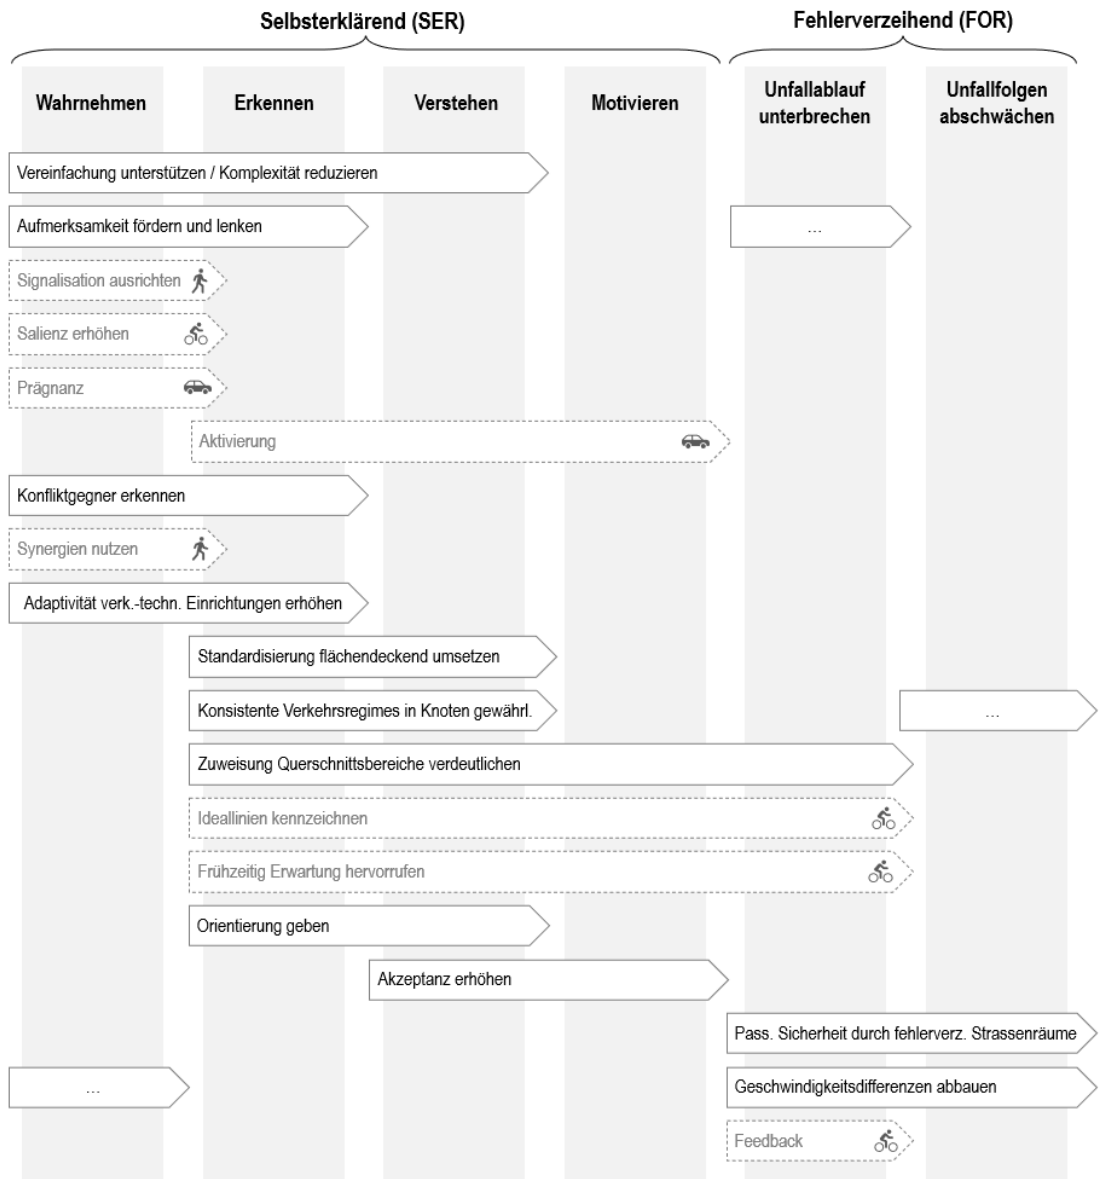 Selbsterklärend (SER)
Fehlerverzeihend (FOR)
Wahrnehmen
Erkennen
Verstehen
Motivieren
Unfallablauf
unterbrechen
Unfallfolgen
abschwächen
Vereinfachung unterstützen / Komplexität reduzieren
Aufmerksamkeit fördern und lenken
...
Signalisation ausrichten
Salienz erhöhen
Prägnanz
Aktivierung
Konfliktgegner erkennen
Synergien nutzen
Adaptivität verk.-techn. Einrichtungen erhöhen
Standardisierung flächendeckend umsetzen
Konsistente Verkehrsregimes in Knoten gewährl.
...
Zuweisung Querschnittsbereiche verdeutlichen
Ideallinien kennzeichnen
Frühzeitig Erwartung hervorrufen
Orientierung geben
Akzeptanz erhöhen
Pass. Sicherheit durch fehlerverz. Strassenräume
...
Geschwindigkeitsdifferenzen abbauen
Feedback